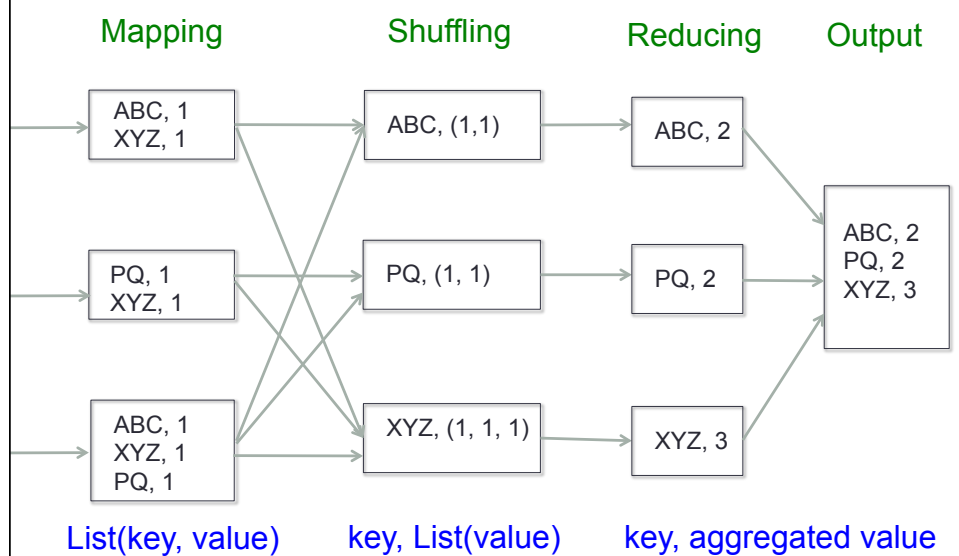 Mapping
Shuffling
Reducing
Output
ABC, 1
XYZ, 1
PQ, 1
XYZ, 1
ABC, 1
XYZ, 1
PQ, 1
ABC, (1,1)
PQ, (1, 1)
XYZ, (1, 1, 1)
ABC, 2
PQ, 2
XYZ, 3
ABC, 2
PQ, 2
XYZ, 3
List(key, value)
key, List(value)
key, aggregated value